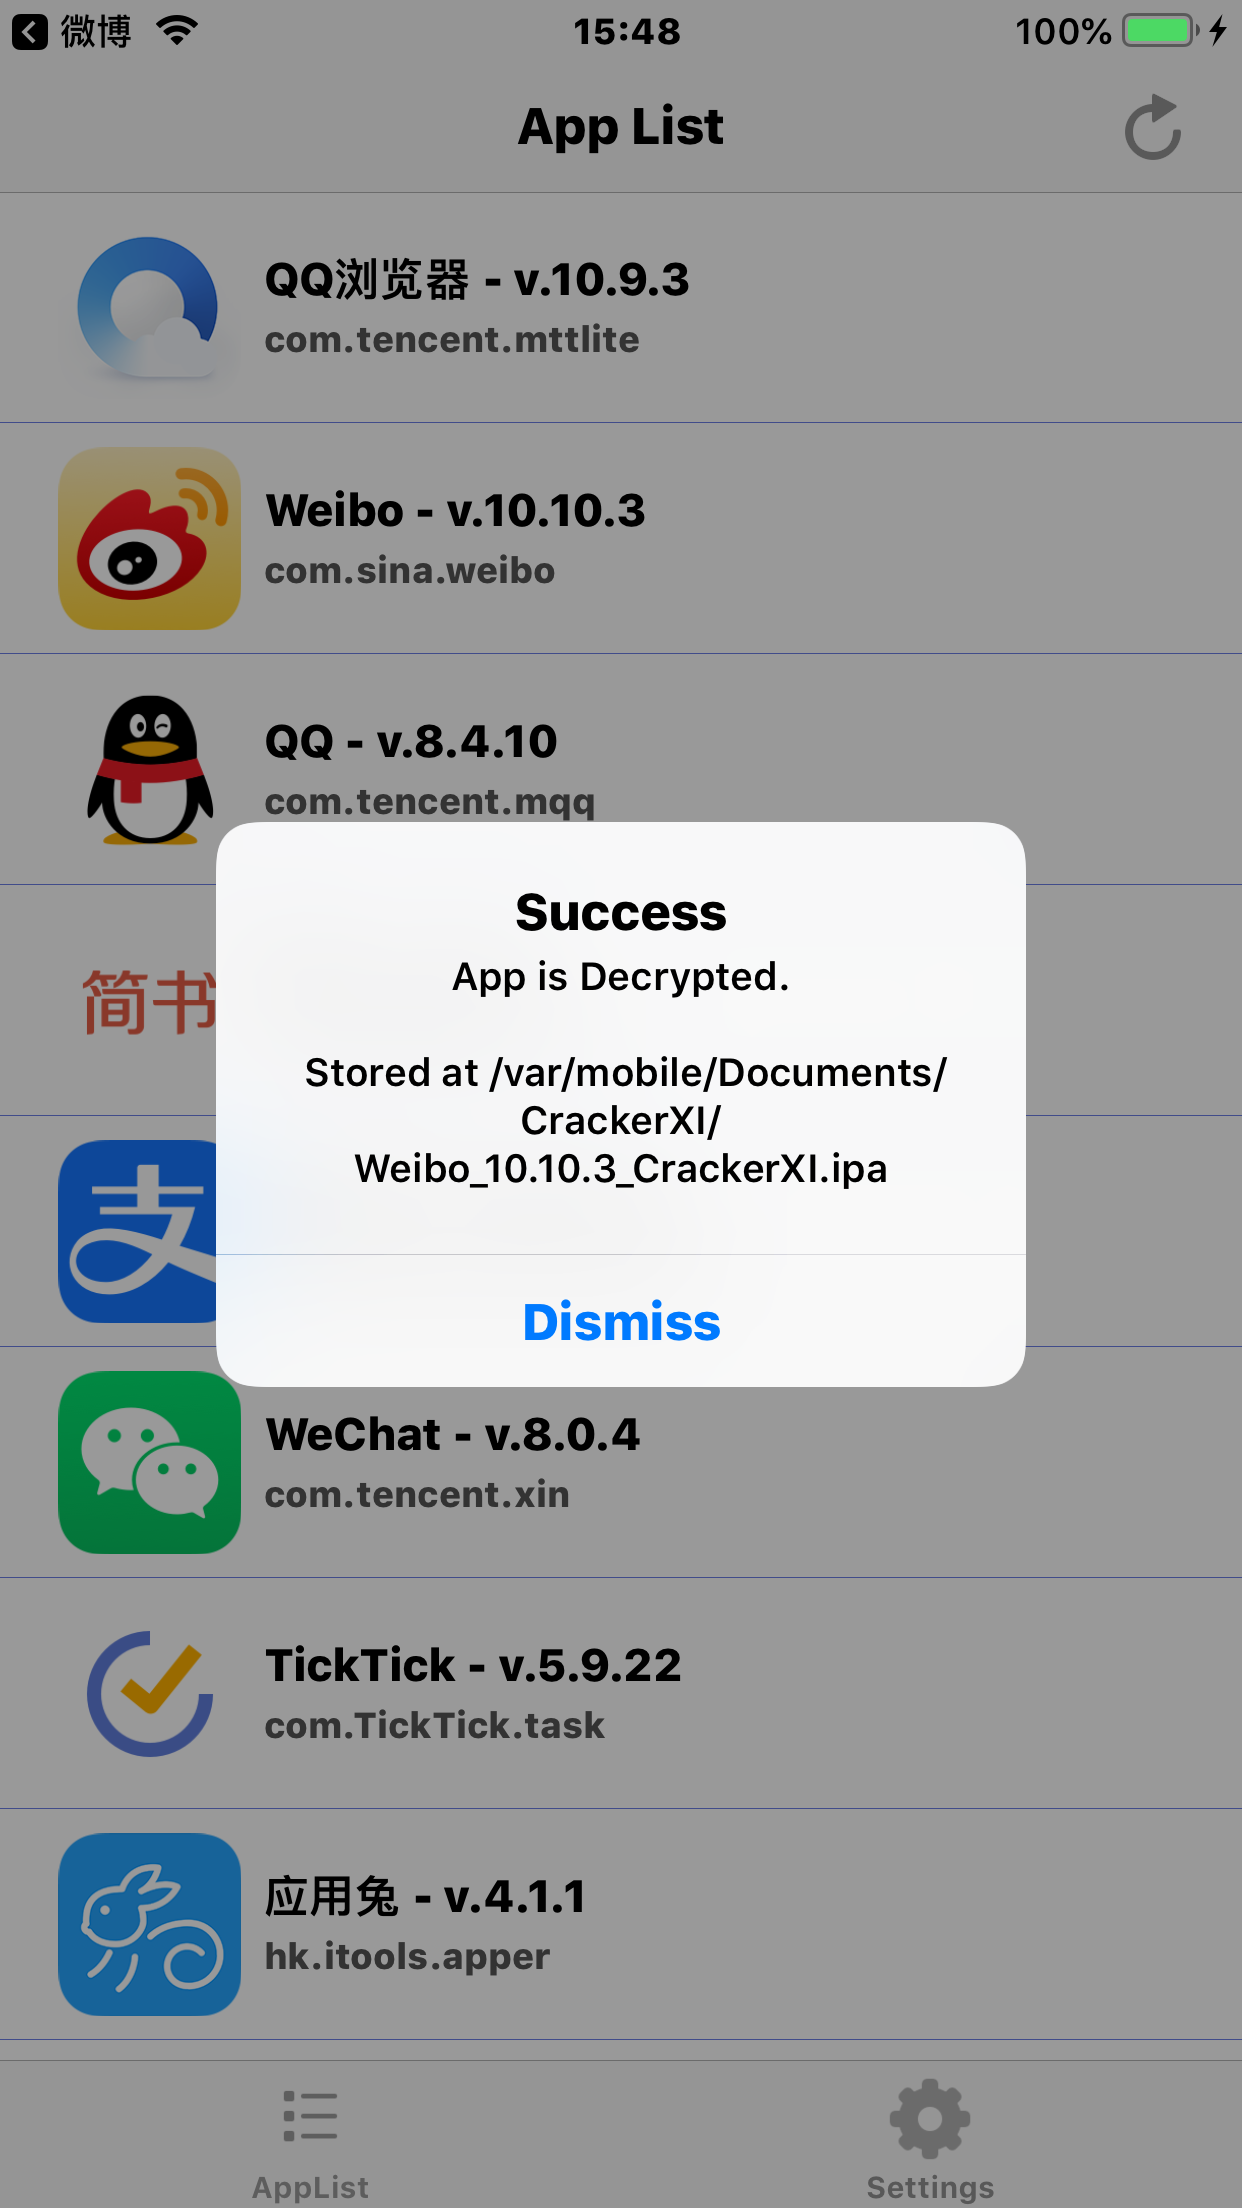 微博
15:48
100%
App List
QQ浏览器 - v.10.9.3
com.tencent.mttlite
Weibo - v.10.10.3
com.sina.weibo
QQ - v.8.4.10
com.tencent.mqq
简书
Success
App is Decrypted.
Stored at /var/mobile/Documents/
CrackerXI/
Weibo_10.10.3_CrackerXI.ipa
支
Dismiss
WeChat - v.8.0.4
com.tencent.xin
TickTick - v.5.9.22
com.TickTick.task
应用兔 - v.4.1.1
hk.itools.apper
AppList
Settings